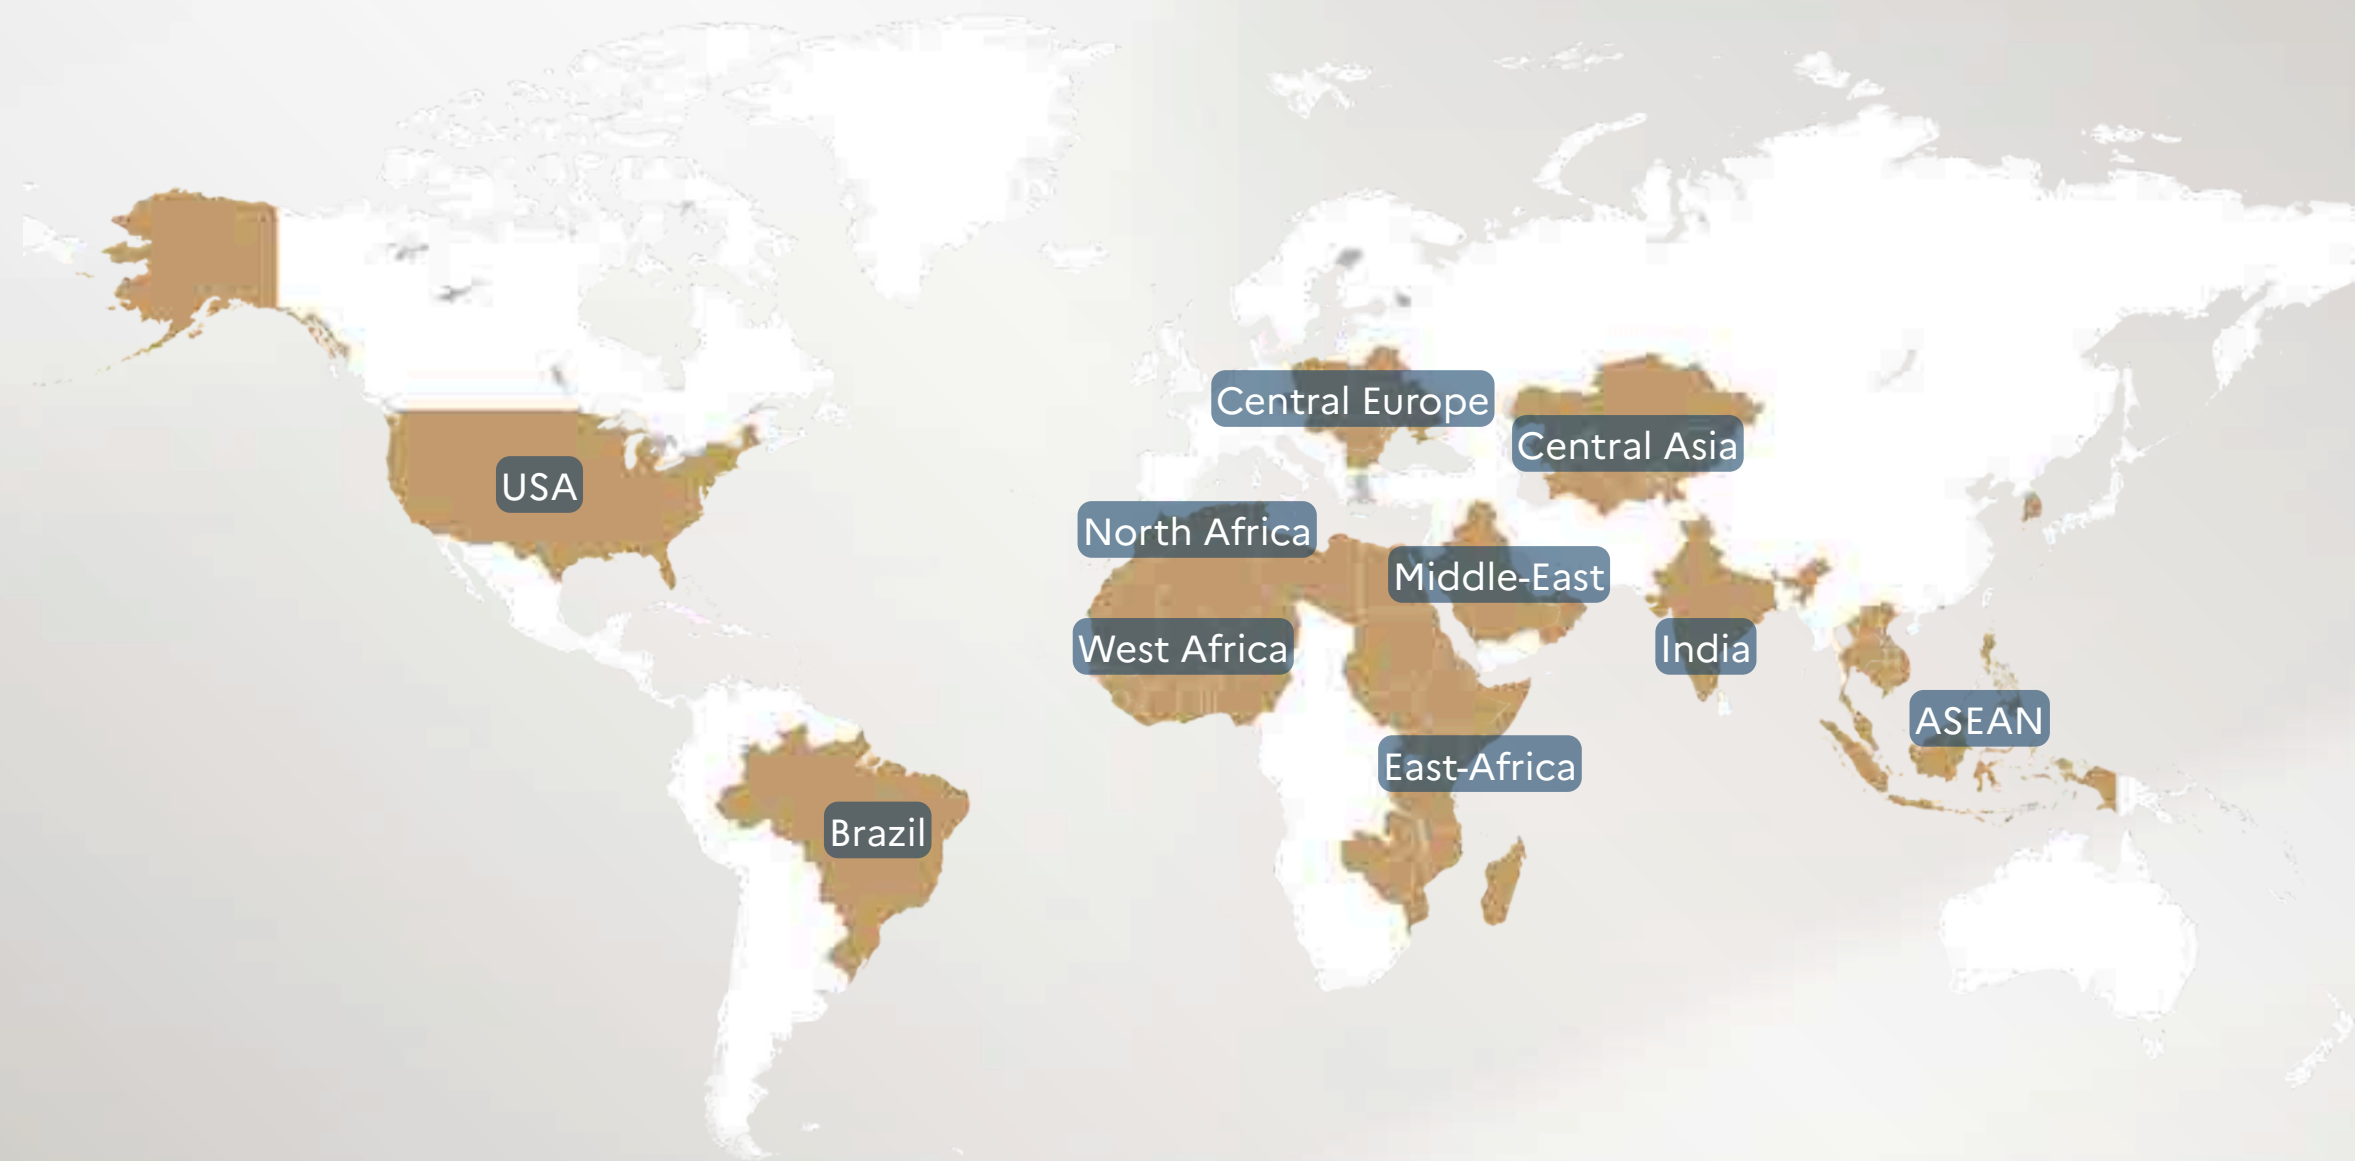 Central Europe
Central Asia
USA
North Africa
Middle-East
West Africa
India
ASEAN
East-Africa
Brazil